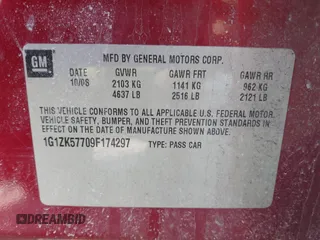 GM
MFD BY GENERAL MOTORS CORP.
DATE GVWR GAWR FRT GAWR RR
10/08 2103 KG 1141 KG 962 KG
4637 LB 2516 LB 2121 LB
THIS VEHICLE CONFORMS TO ALL APPLICABLE U.S. FEDERAL MOTOR
VEHICLE SAFETY, BUMPER, AND THEFT PREVENTION STANDARDS IN
EFFECT ON THE DATE OF MANUFACTURE SHOWN ABOVE.
1G1ZK57709F174297 TYPE: PASS CAR
DREAMBID